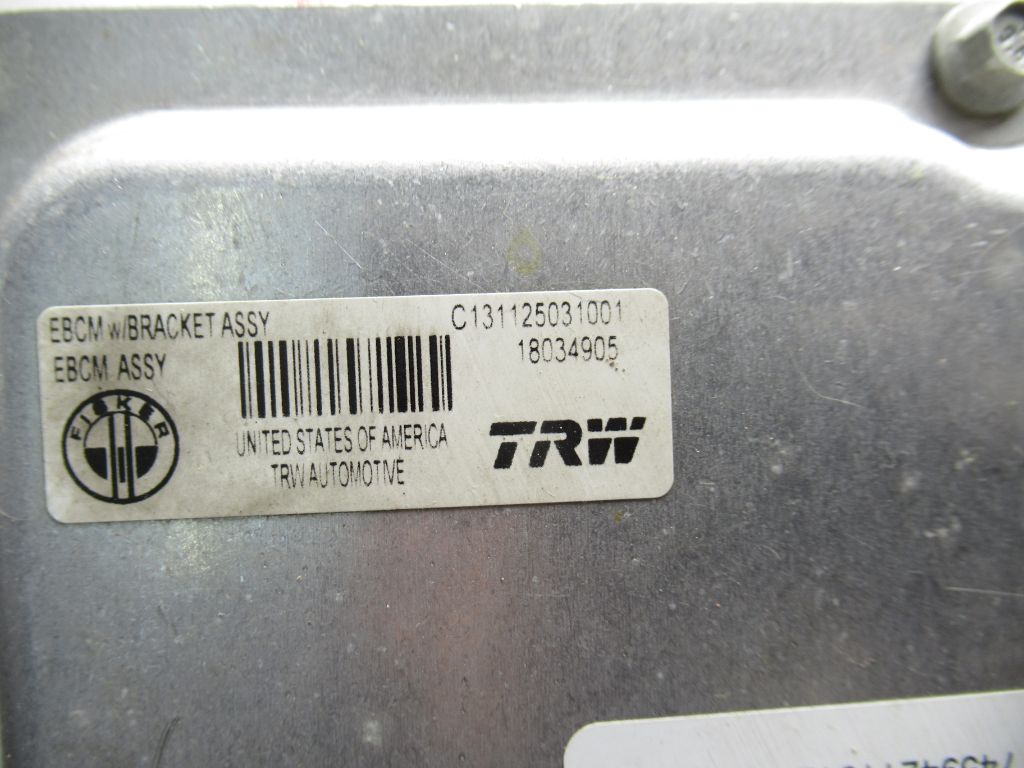 EBCM w/BRACKET ASSY C131125031001
EBCM ASSY 18034905
FISKER
UNITED STATES OF AMERICA
TRW AUTOMOTIVE
TRW